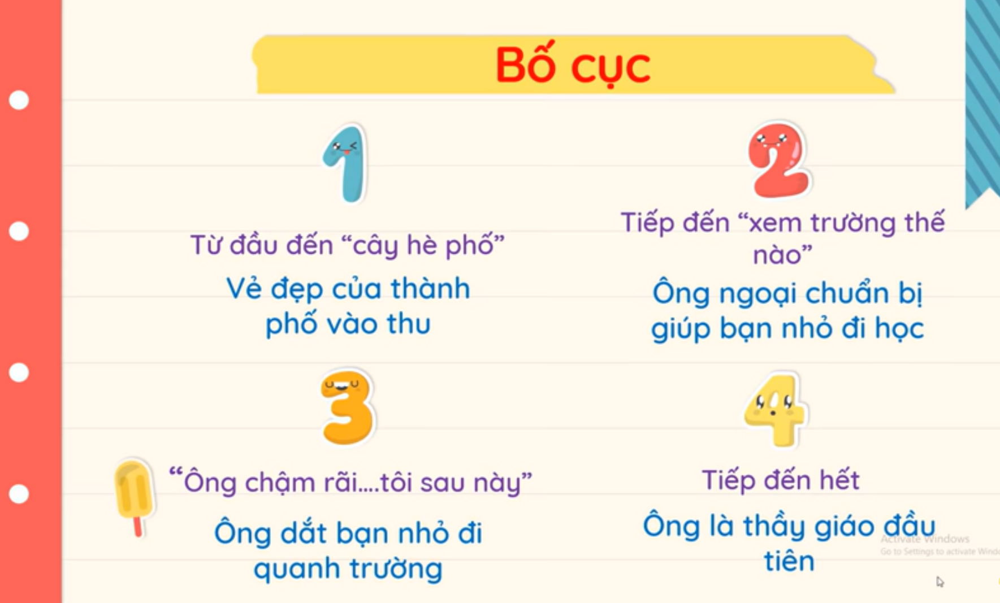 Bố cục
1
Từ đầu đến “cây hè phố”
Vẻ đẹp của thành
phố vào thu
2
Tiếp đến “xem trường thế
nào”
Ông ngoại chuẩn bị
giúp bạn nhỏ đi học
3
“Ông chậm rãi....tôi sau này”
Ông dắt bạn nhỏ đi
quanh trường
4
Tiếp đến hết
Ông là thầy giáo đầu
tiên
Activate Windows
Go to Settings to activate